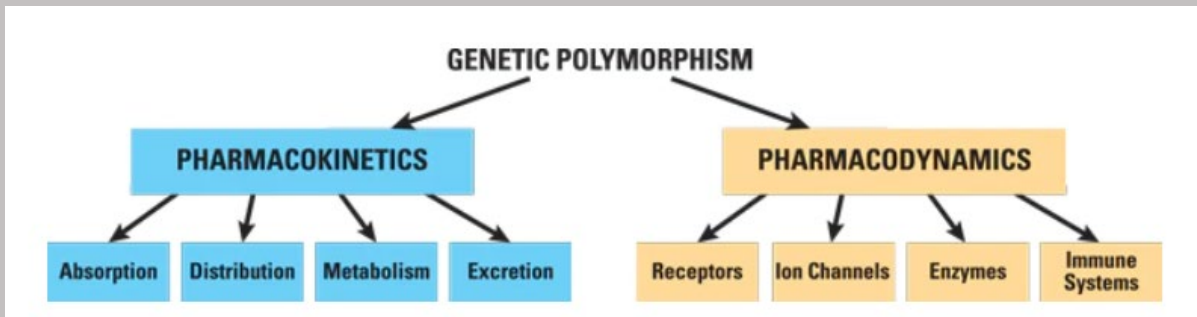 GENETIC POLYMORPHISM
PHARMACOKINETICS
PHARMACODYNAMICS
Absorption
Distribution
Metabolism
Excretion
Receptors
Ion Channels
Enzymes
Immune
Systems